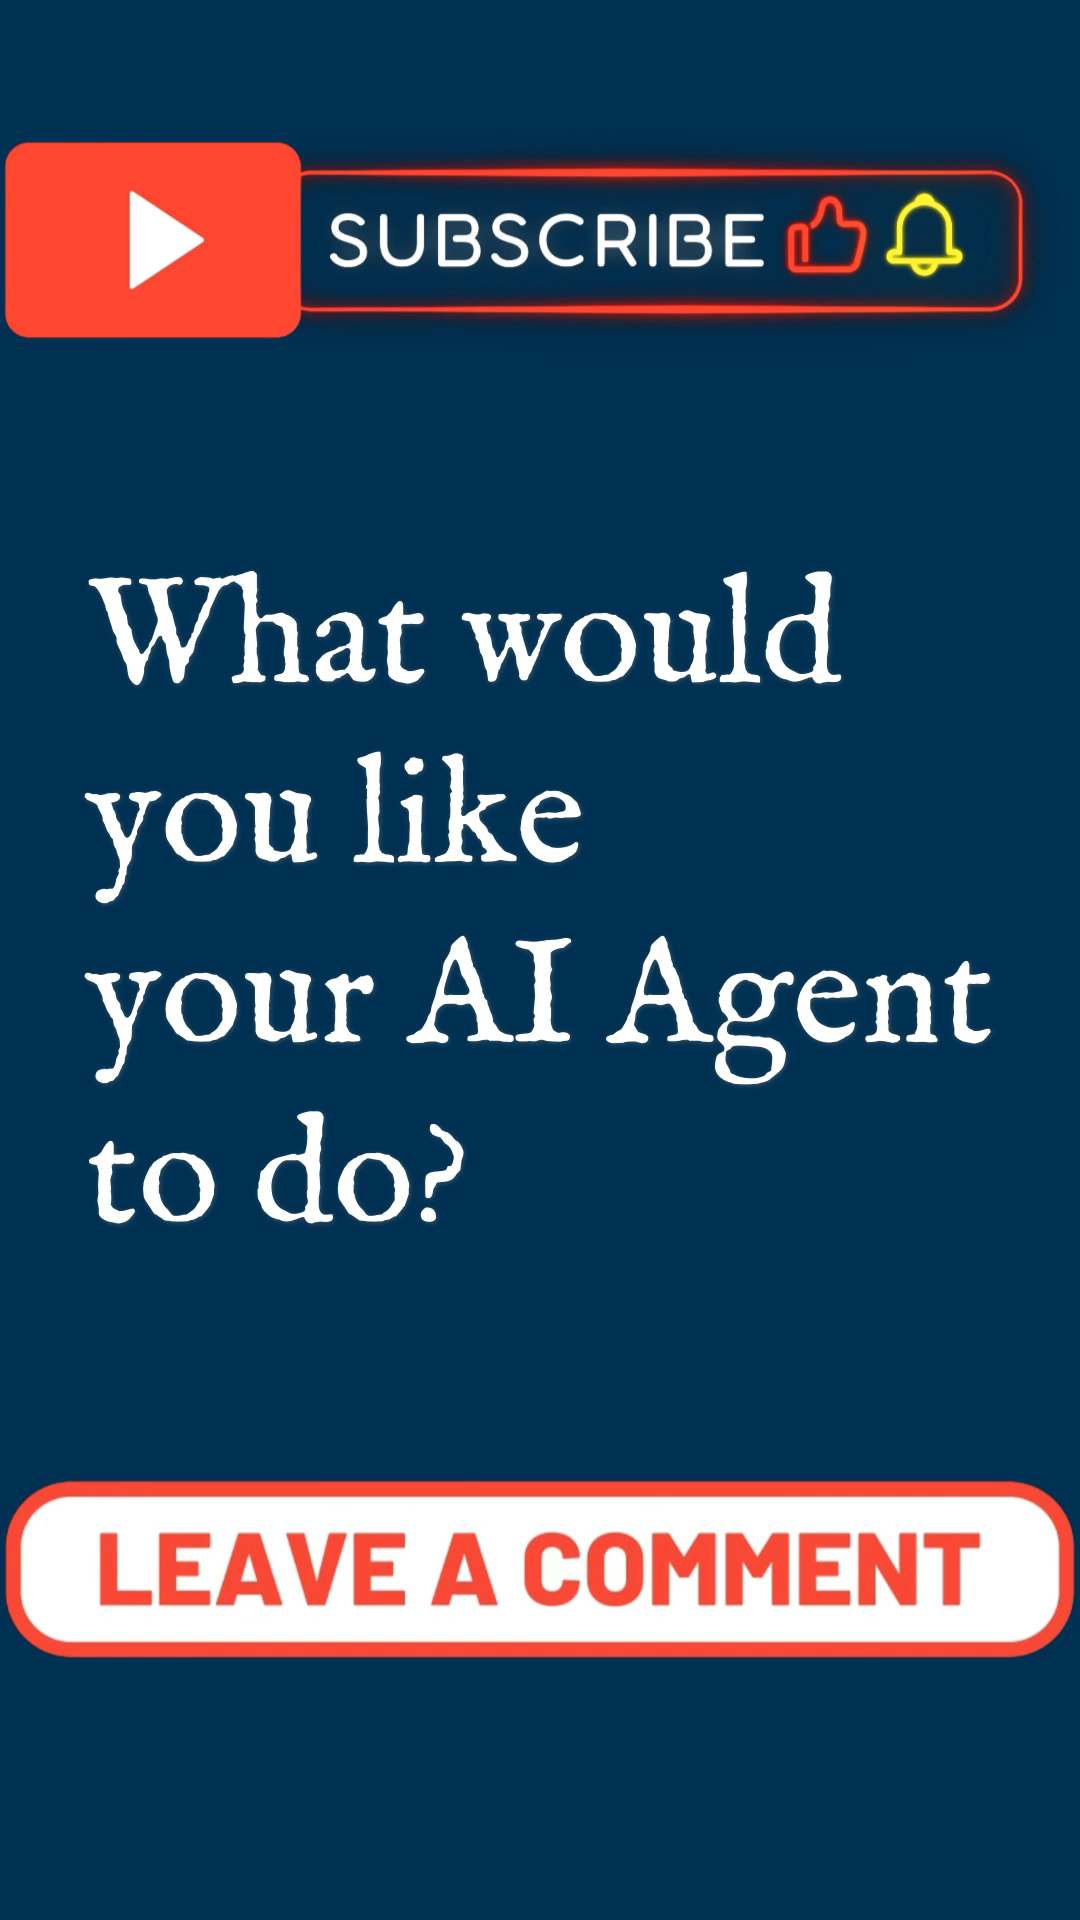 SUBSCRIBE
What would
you like
your AI Agent
to do?
LEAVE A COMMENT